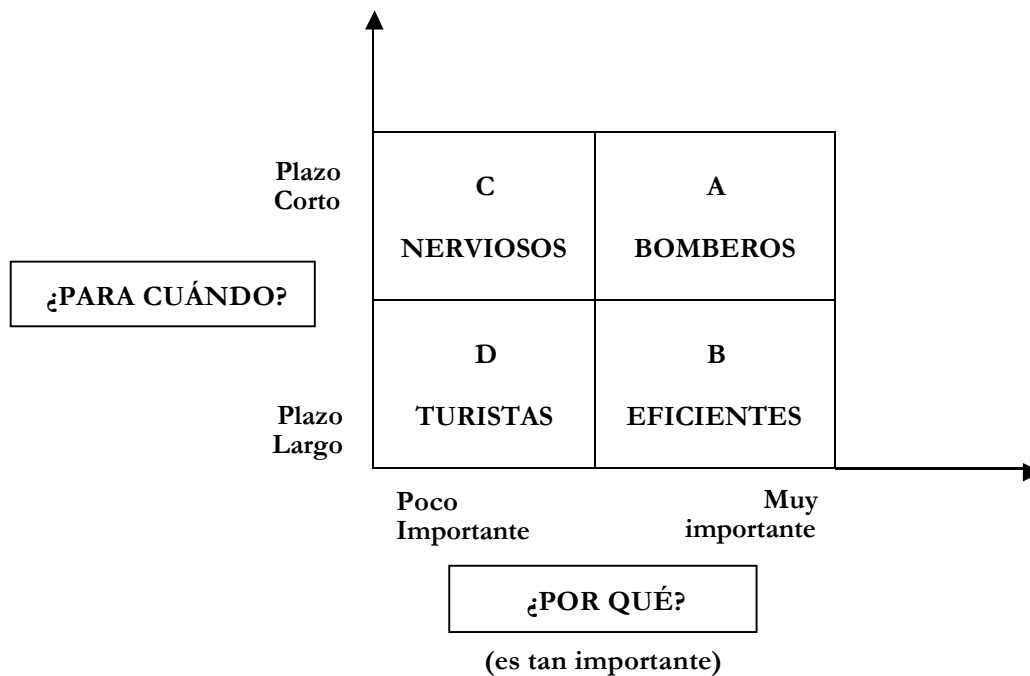 Plazo
Corto
C
NERVIOSOS
A
BOMBEROS
¿PARA CUÁNDO?
Plazo
Largo
D
TURISTAS
B
EFICIENTES
Poco
Importante
Muy
importante
¿POR QUÉ?
(es tan importante)